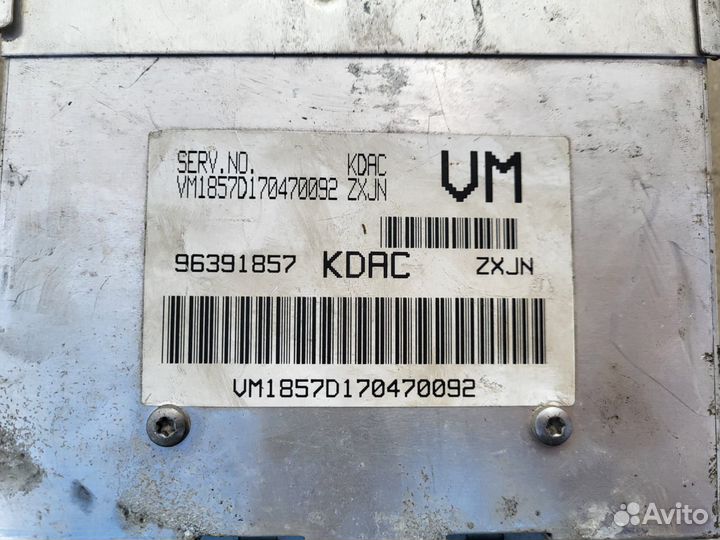 SERV.NO. KDAC VM
VM1857D170470092 ZXJN
96391857 KDAC ZXJN
VM1857D170470092
Avito